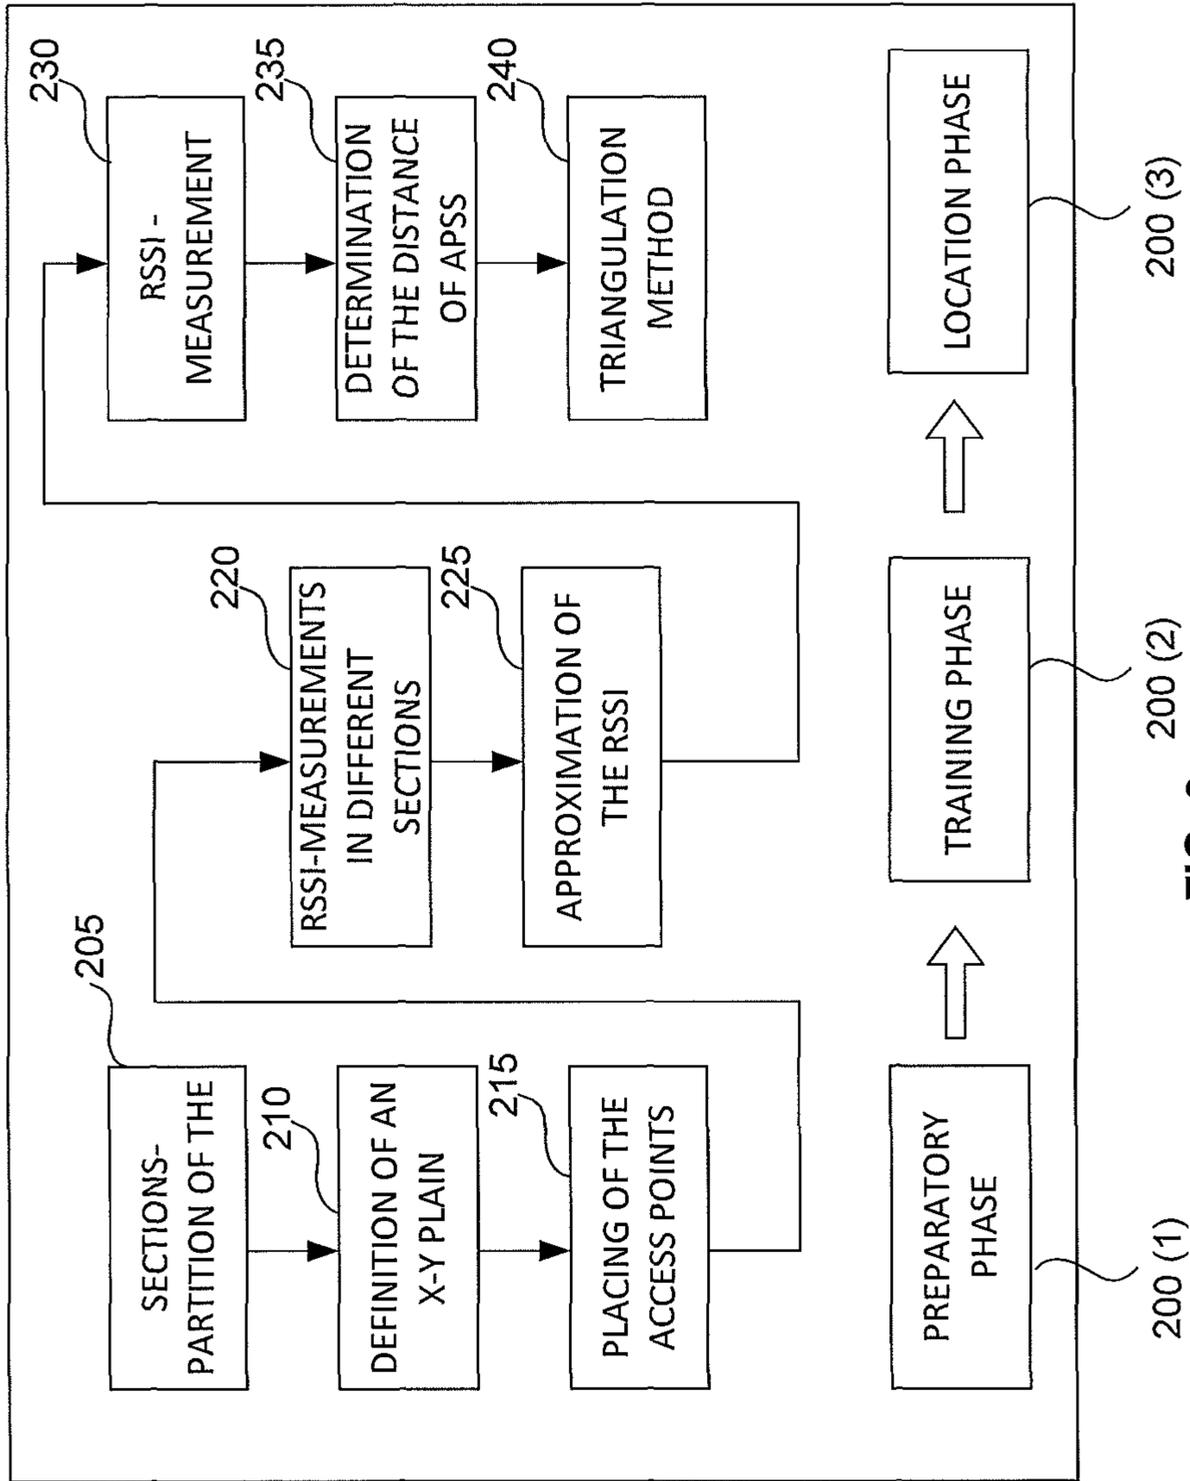 205
SECTIONS-
PARTITION OF THE
210
DEFINITION OF AN
X-Y PLAIN
215
PLACING OF THE
ACCESS POINTS
220
RSSI-MEASUREMENTS
IN DIFFERENT
SECTIONS
225
APPROXIMATION OF
THE RSSI
230
RSSI -
MEASUREMENT
235
DETERMINATION
OF THE DISTANCE
OF APSS
240
TRIANGULATION
METHOD
PREPARATORY
PHASE
TRAINING PHASE
LOCATION PHASE
200 (1)
200 (2)
200 (3)